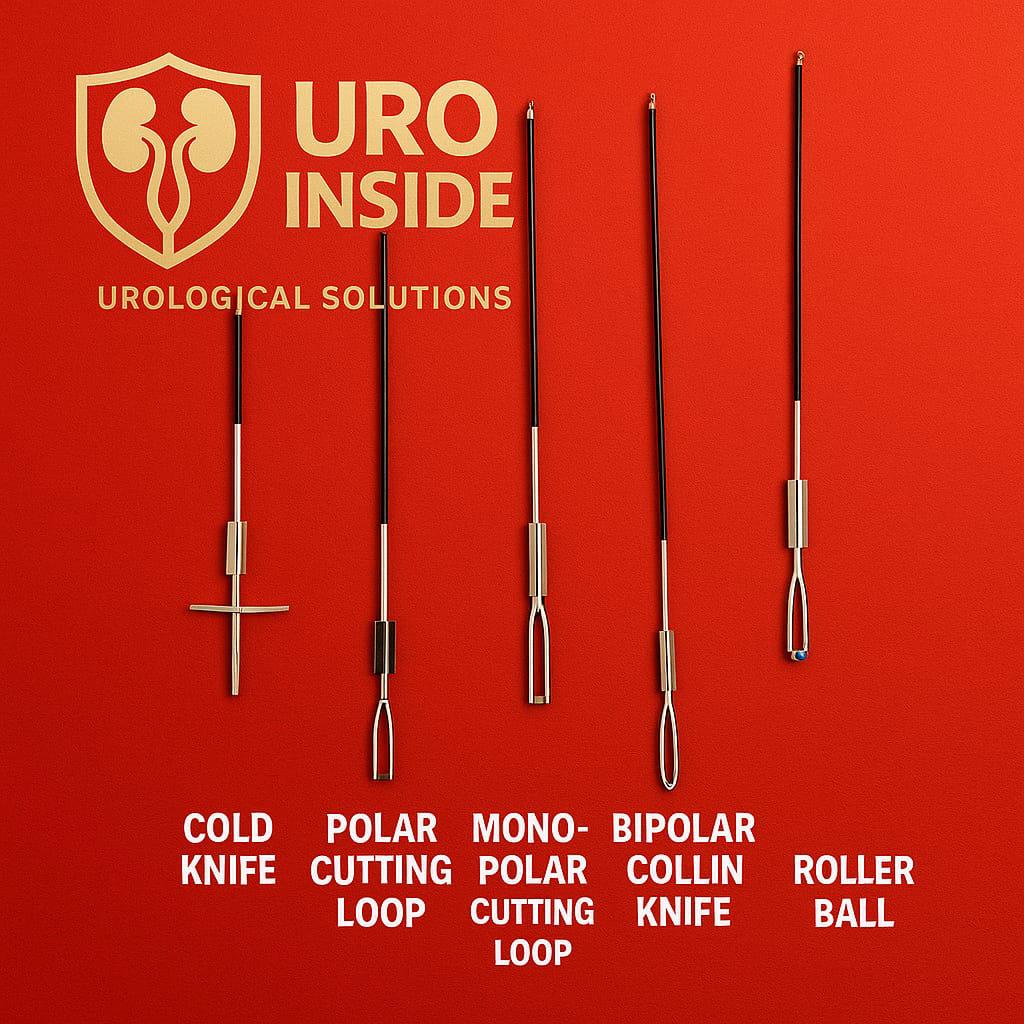 URO
INSIDE
UROLOGICAL SOLUTIONS
COLD
KNIFE
POLAR
CUTTING
LOOP
MONO-
POLAR
CUTTING
LOOP
BIPOLAR
COLLIN
KNIFE
ROLLER
BALL